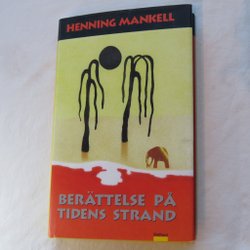 HENNING MANKELL
BERÄTTELSE PÅ
TIDENS STRAND